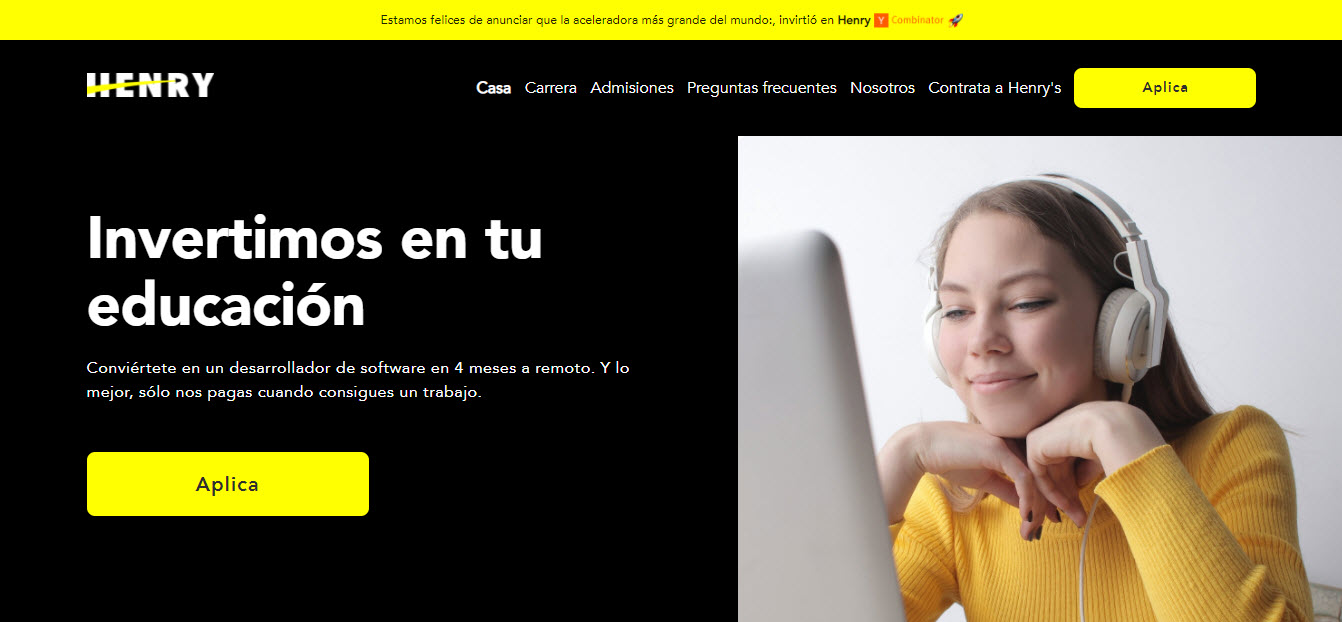 Estamos felices de anunciar que la aceleradora más grande del mundo:, invirtió en Henry Y Combinator 🚀
HENRY
Casa Carrera Admisiones Preguntas frecuentes Nosotros Contrata a Henry's Aplica
Invertimos en tu
educación
Conviértete en un desarrollador de software en 4 meses a remoto. Y lo
mejor, sólo nos pagas cuando consigues un trabajo.
Aplica